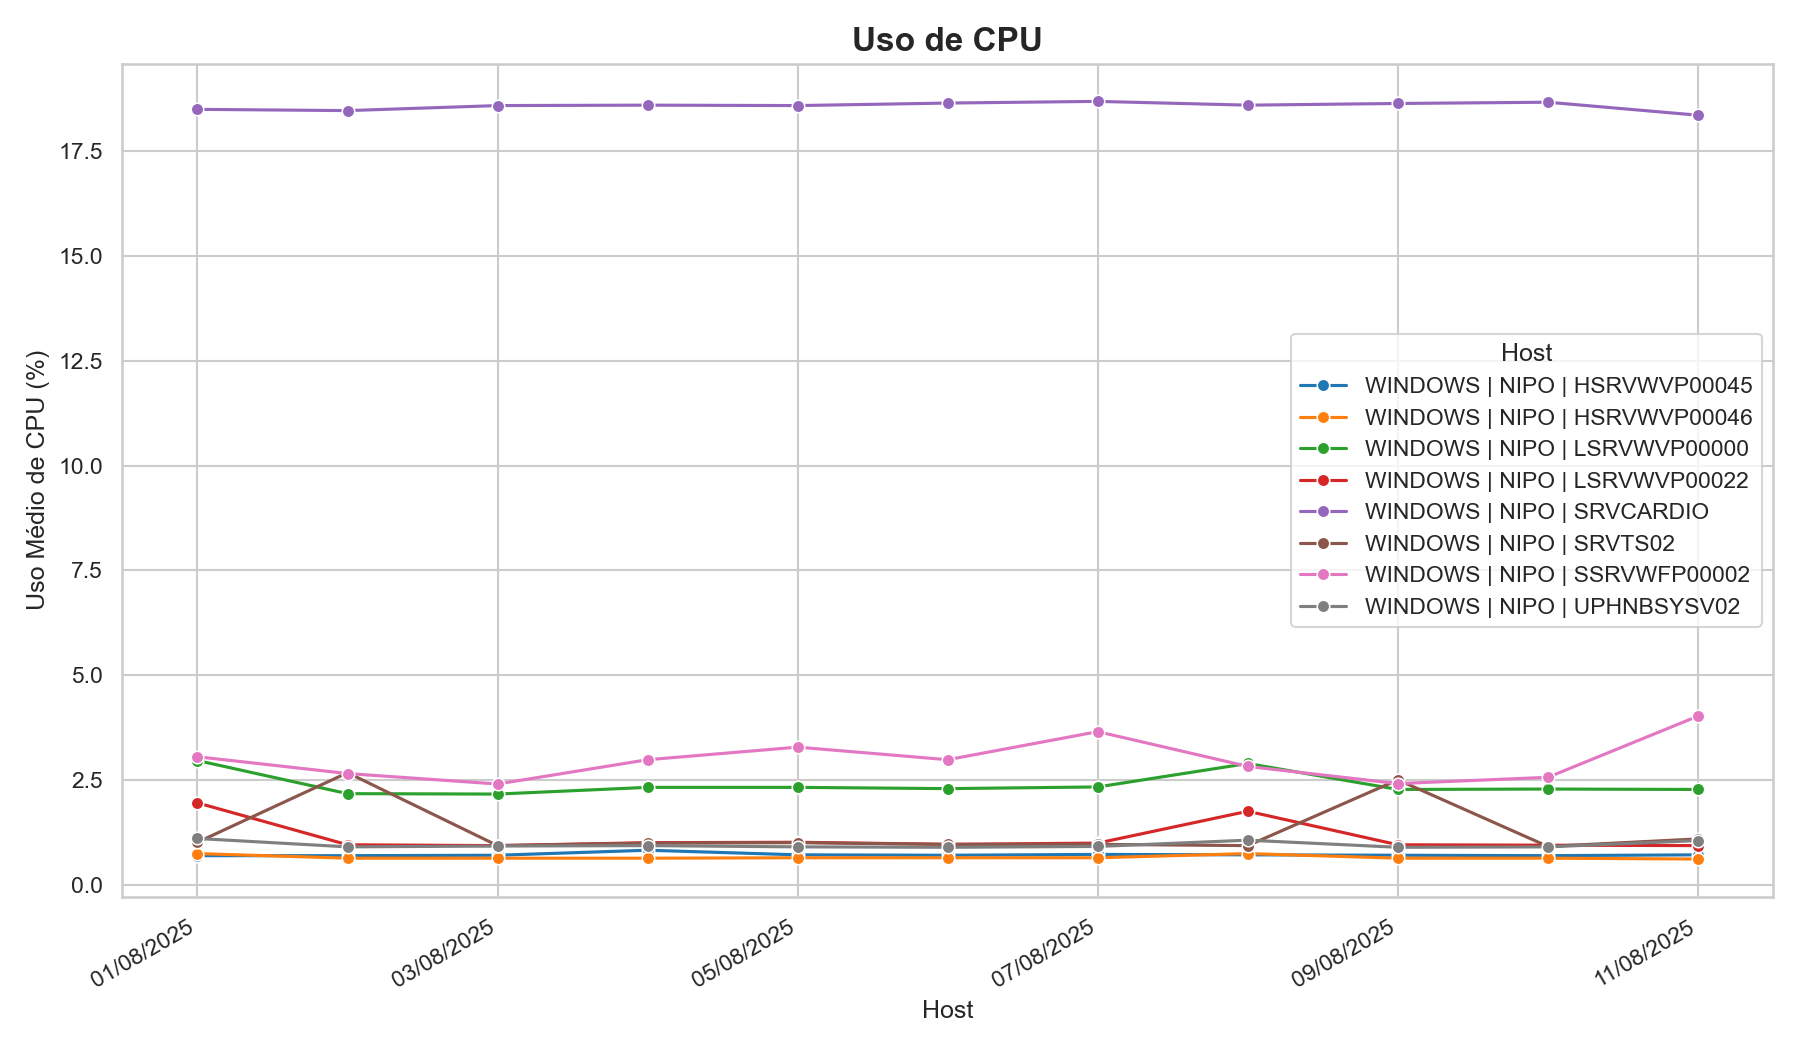 Uso de CPU
Uso Médio de CPU (%)
17.5
15.0
12.5
10.0
7.5
5.0
2.5
0.0
Host
WINDOWS | NIPO | HSRVWVP00045
WINDOWS | NIPO | HSRVWVP00046
WINDOWS | NIPO | LSRVWVP00000
WINDOWS | NIPO | LSRVWVP00022
WINDOWS | NIPO | SRVCARDIO
WINDOWS | NIPO | SRVTS02
WINDOWS | NIPO | SSRVWFP00002
WINDOWS | NIPO | UPHNBSYSV02
01/08/2025
03/08/2025
05/08/2025
07/08/2025
09/08/2025
11/08/2025
Host